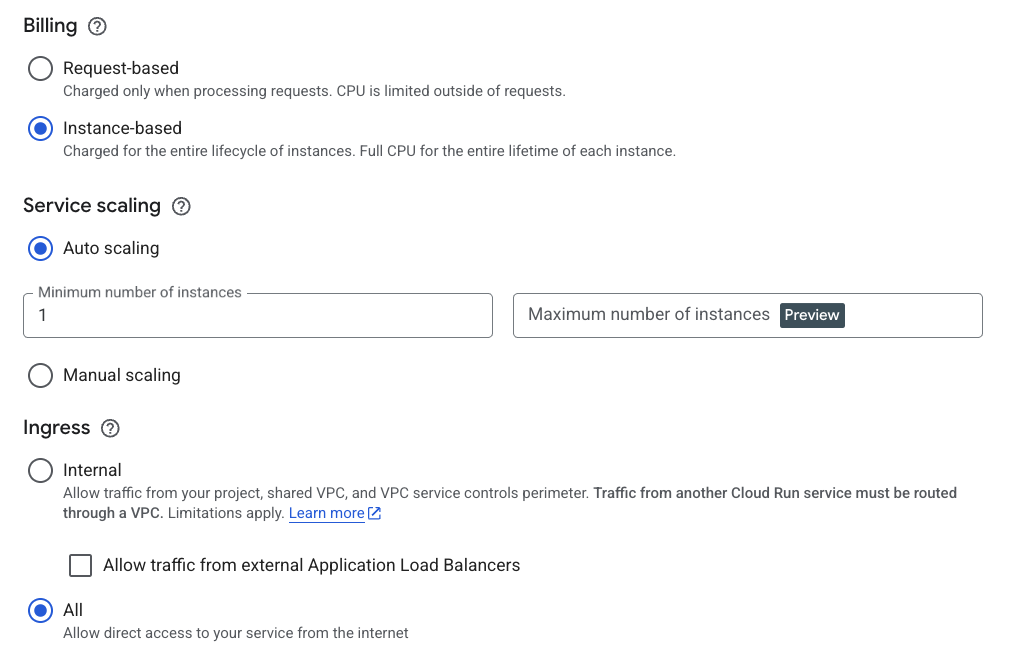 Billing
Request-based
Charged only when processing requests. CPU is limited outside of requests.
Instance-based
Charged for the entire lifecycle of instances. Full CPU for the entire lifetime of each instance.
Service scaling
Auto scaling
Minimum number of instances
1
Maximum number of instances Preview
Manual scaling
Ingress
Internal
Allow traffic from your project, shared VPC, and VPC service controls perimeter. Traffic from another Cloud Run service must be routed
through a VPC. Limitations apply. Learn more
Allow traffic from external Application Load Balancers
All
Allow direct access to your service from the internet